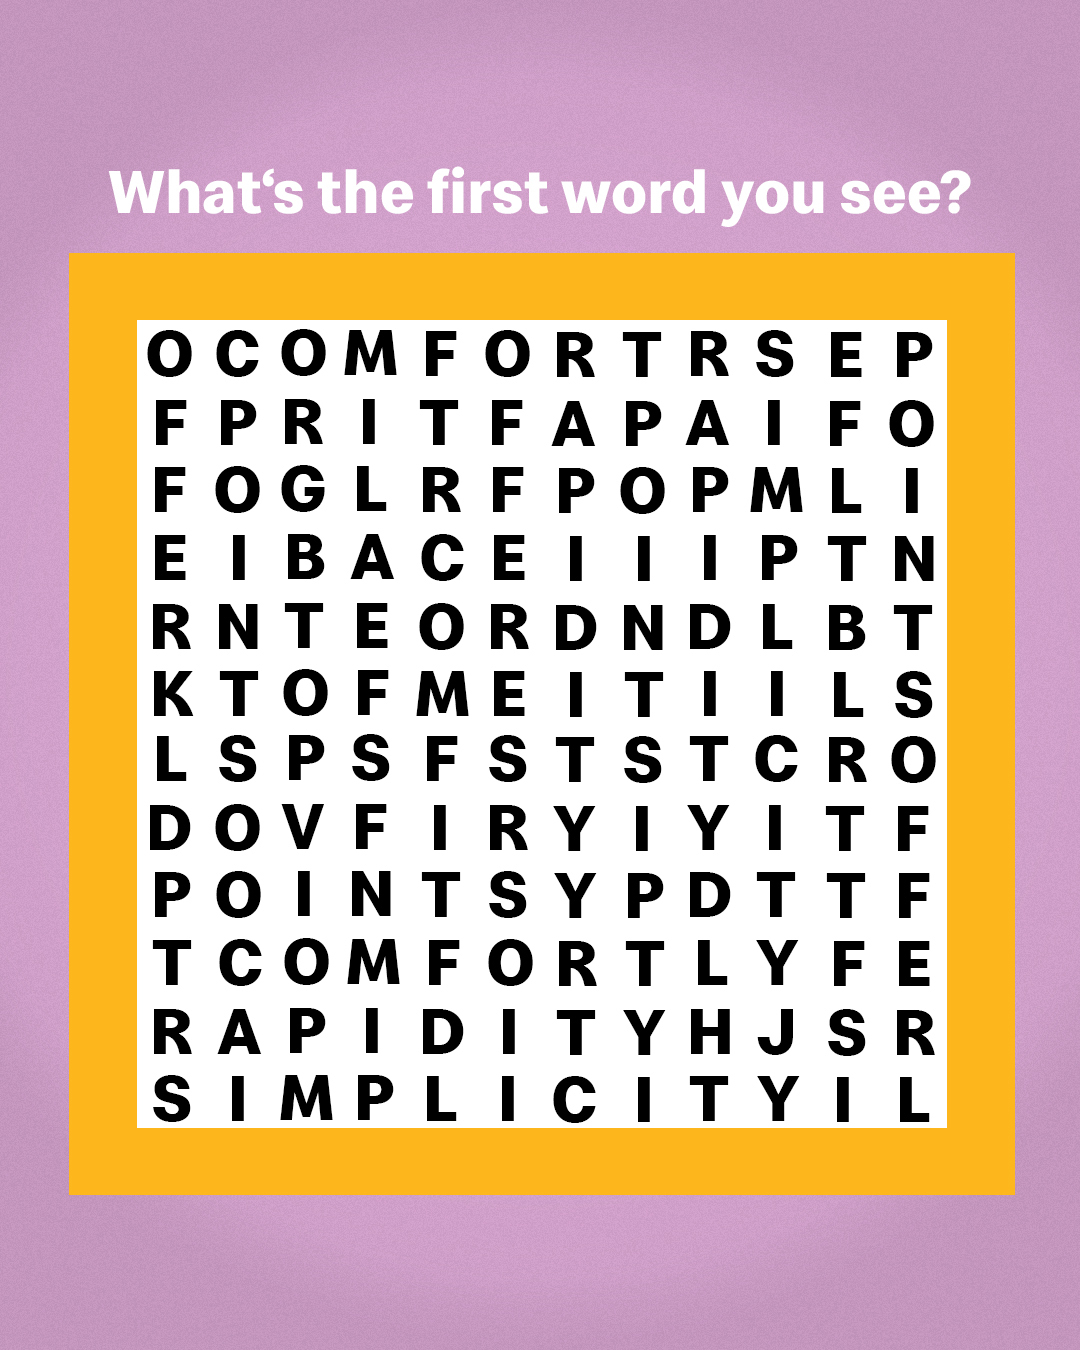 What‘s the first word you see?
O C O M F O R T R S E P
F P R I T F A P A I F O
F O G L R F P O P M L I
E I B A C E I I I P T N
R N T E O R D N D L B T
K T O F M E I T I I L S
L S P S F S T S T C R O
D O V F I R Y I Y I T F
P O I N T S Y P D T T F
T C O M F O R T L Y F E
R A P I D I T Y H J S R
S I M P L I C I T Y I L